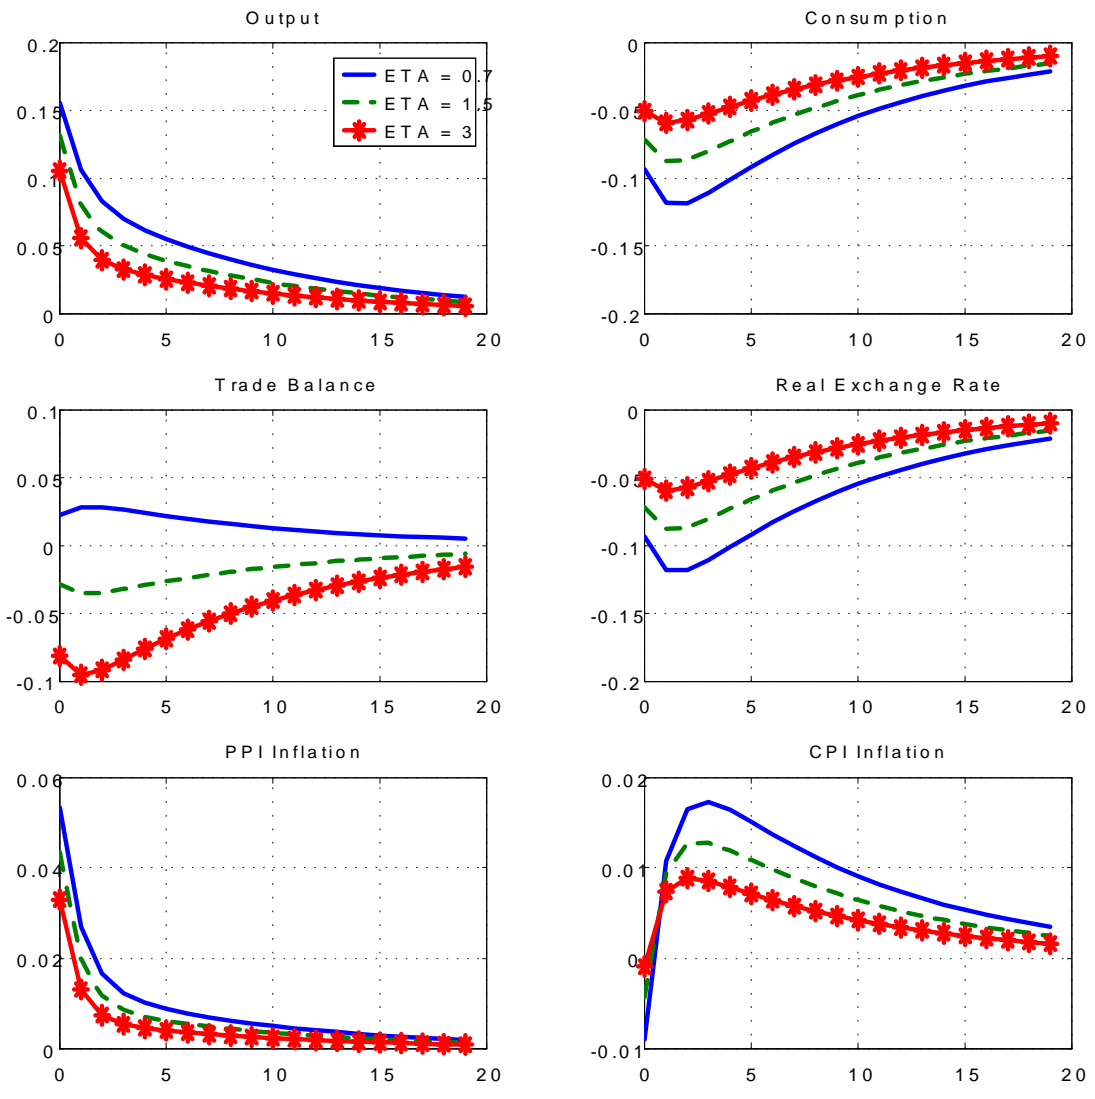 Output
0.2
0.15
0.1
0.05
0
0 5 10 15 20
ETA = 0.7
ETA = 1.5
ETA = 3
Consumption
0
-0.05
-0.1
-0.15
-0.2
0 5 10 15 20
Trade Balance
0.1
0.05
0
-0.05
-0.1
0 5 10 15 20
Real Exchange Rate
0
-0.05
-0.1
-0.15
-0.2
0 5 10 15 20
PPI Inflation
0.06
0.04
0.02
0
0 5 10 15 20
CPI Inflation
0.02
0.01
0
-0.01
0 5 10 15 20